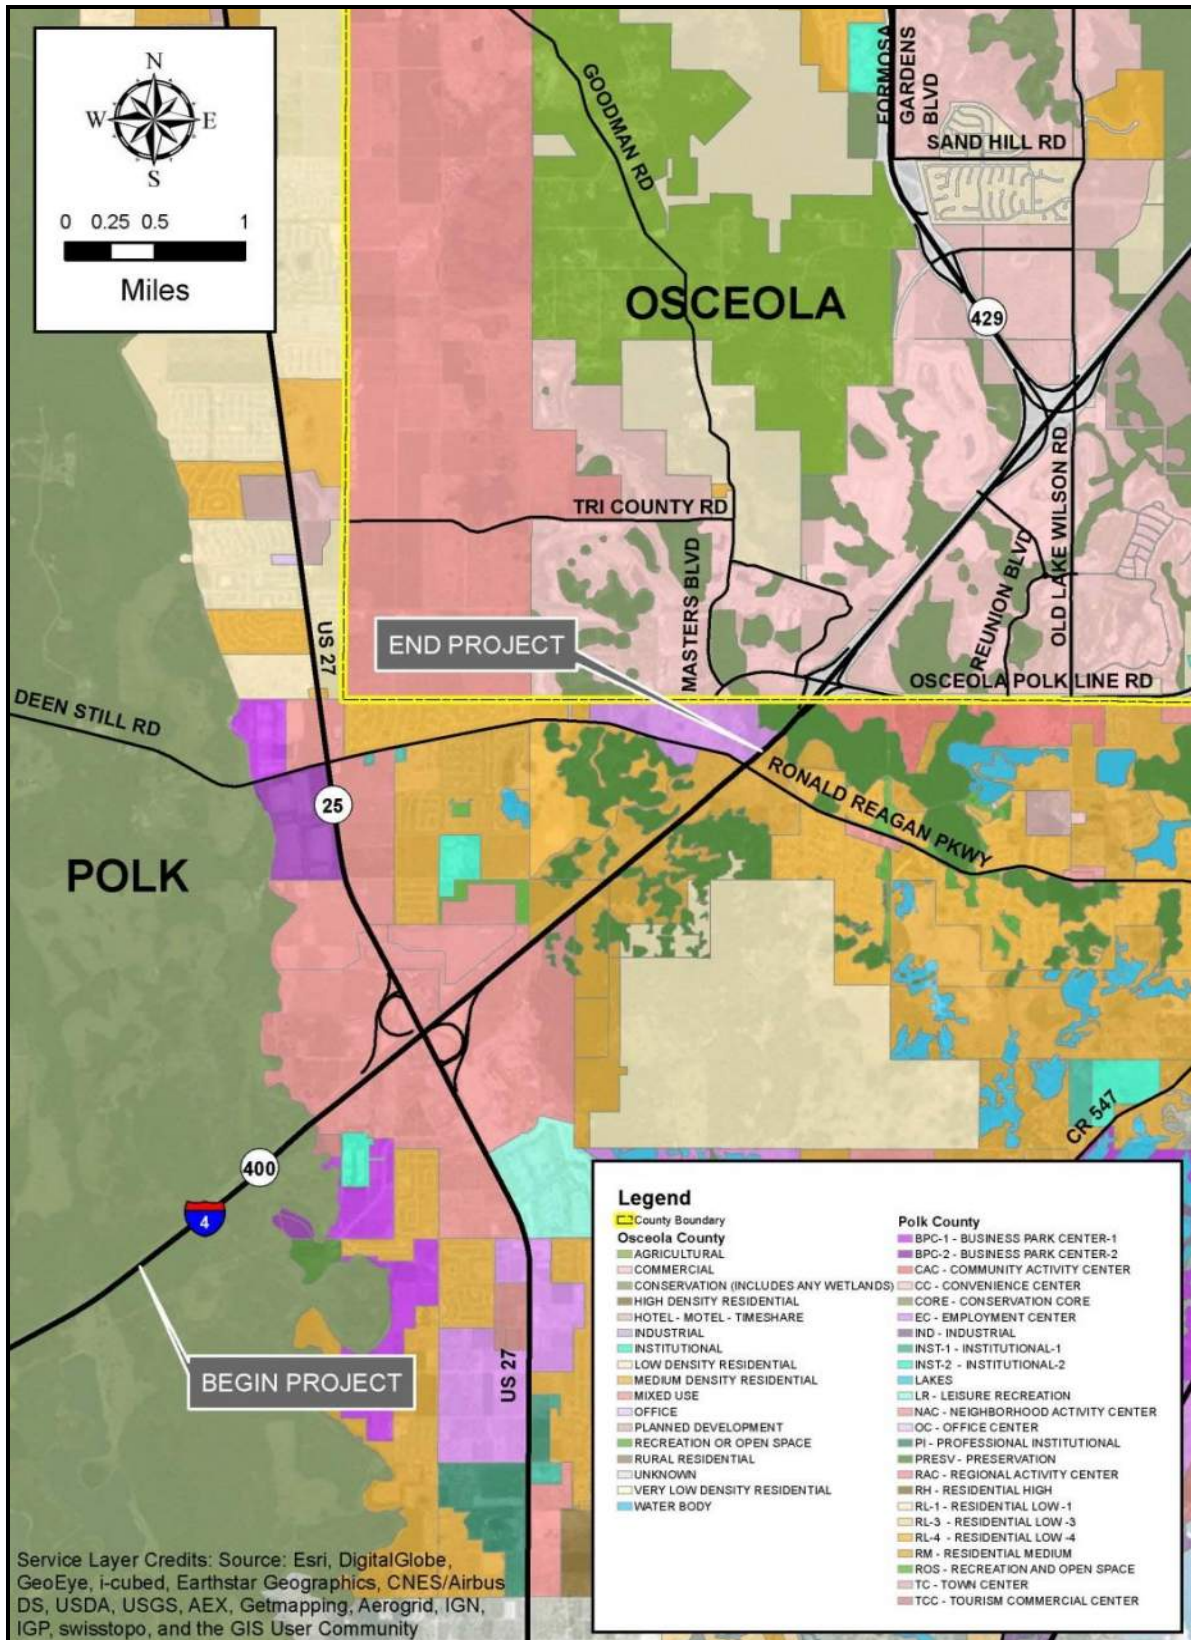 N
W E
S
0 0.25 0.5 1
Miles
FORMOSA
GARDENS
BLVD
SAND HILL RD
GOODMAN RD
OSCEOLA
429
OLD LAKE WILSON RD
TRI COUNTY RD
MASTERS BLVD
REUNION BLVD
US 27
END PROJECT
OSCEOLA POLK LINE RD
DEEN STILL RD
RONALD REAGAN PKWY
25
POLK
CR 547
400
4
BEGIN PROJECT
US 27
Legend
County Boundary
Osceola County
AGRICULTURAL
COMMERCIAL
CONSERVATION (INCLUDES ANY WETLANDS)
HIGH DENSITY RESIDENTIAL
HOTEL - MOTEL - TIMESHARE
INDUSTRIAL
INSTITUTIONAL
LOW DENSITY RESIDENTIAL
MEDIUM DENSITY RESIDENTIAL
MIXED USE
OFFICE
PLANNED DEVELOPMENT
RECREATION OR OPEN SPACE
RURAL RESIDENTIAL
UNKNOWN
VERY LOW DENSITY RESIDENTIAL
WATER BODY
Polk County
BPC-1 - BUSINESS PARK CENTER-1
BPC-2 - BUSINESS PARK CENTER-2
CAC - COMMUNITY ACTIVITY CENTER
CC - CONVENIENCE CENTER
CORE - CONSERVATION CORE
EC - EMPLOYMENT CENTER
IND - INDUSTRIAL
INST-1 - INSTITUTIONAL-1
INST-2 - INSTITUTIONAL-2
LAKES
LR - LEISURE RECREATION
NAC - NEIGHBORHOOD ACTIVITY CENTER
OC - OFFICE CENTER
PI - PROFESSIONAL INSTITUTIONAL
PRESV - PRESERVATION
RAC - REGIONAL ACTIVITY CENTER
RH - RESIDENTIAL HIGH
RL-1 - RESIDENTIAL LOW -1
RL-3 - RESIDENTIAL LOW -3
RL-4 - RESIDENTIAL LOW -4
RM - RESIDENTIAL MEDIUM
ROS - RECREATION AND OPEN SPACE
TC - TOWN CENTER
TCC - TOURISM COMMERCIAL CENTER
Service Layer Credits: Source: Esri, DigitalGlobe,
GeoEye, i-cubed, Earthstar Geographics, CNES/Airbus
DS, USDA, USGS, AEX, Getmapping, Aerogrid, IGN,
IGP, swisstopo, and the GIS User Community